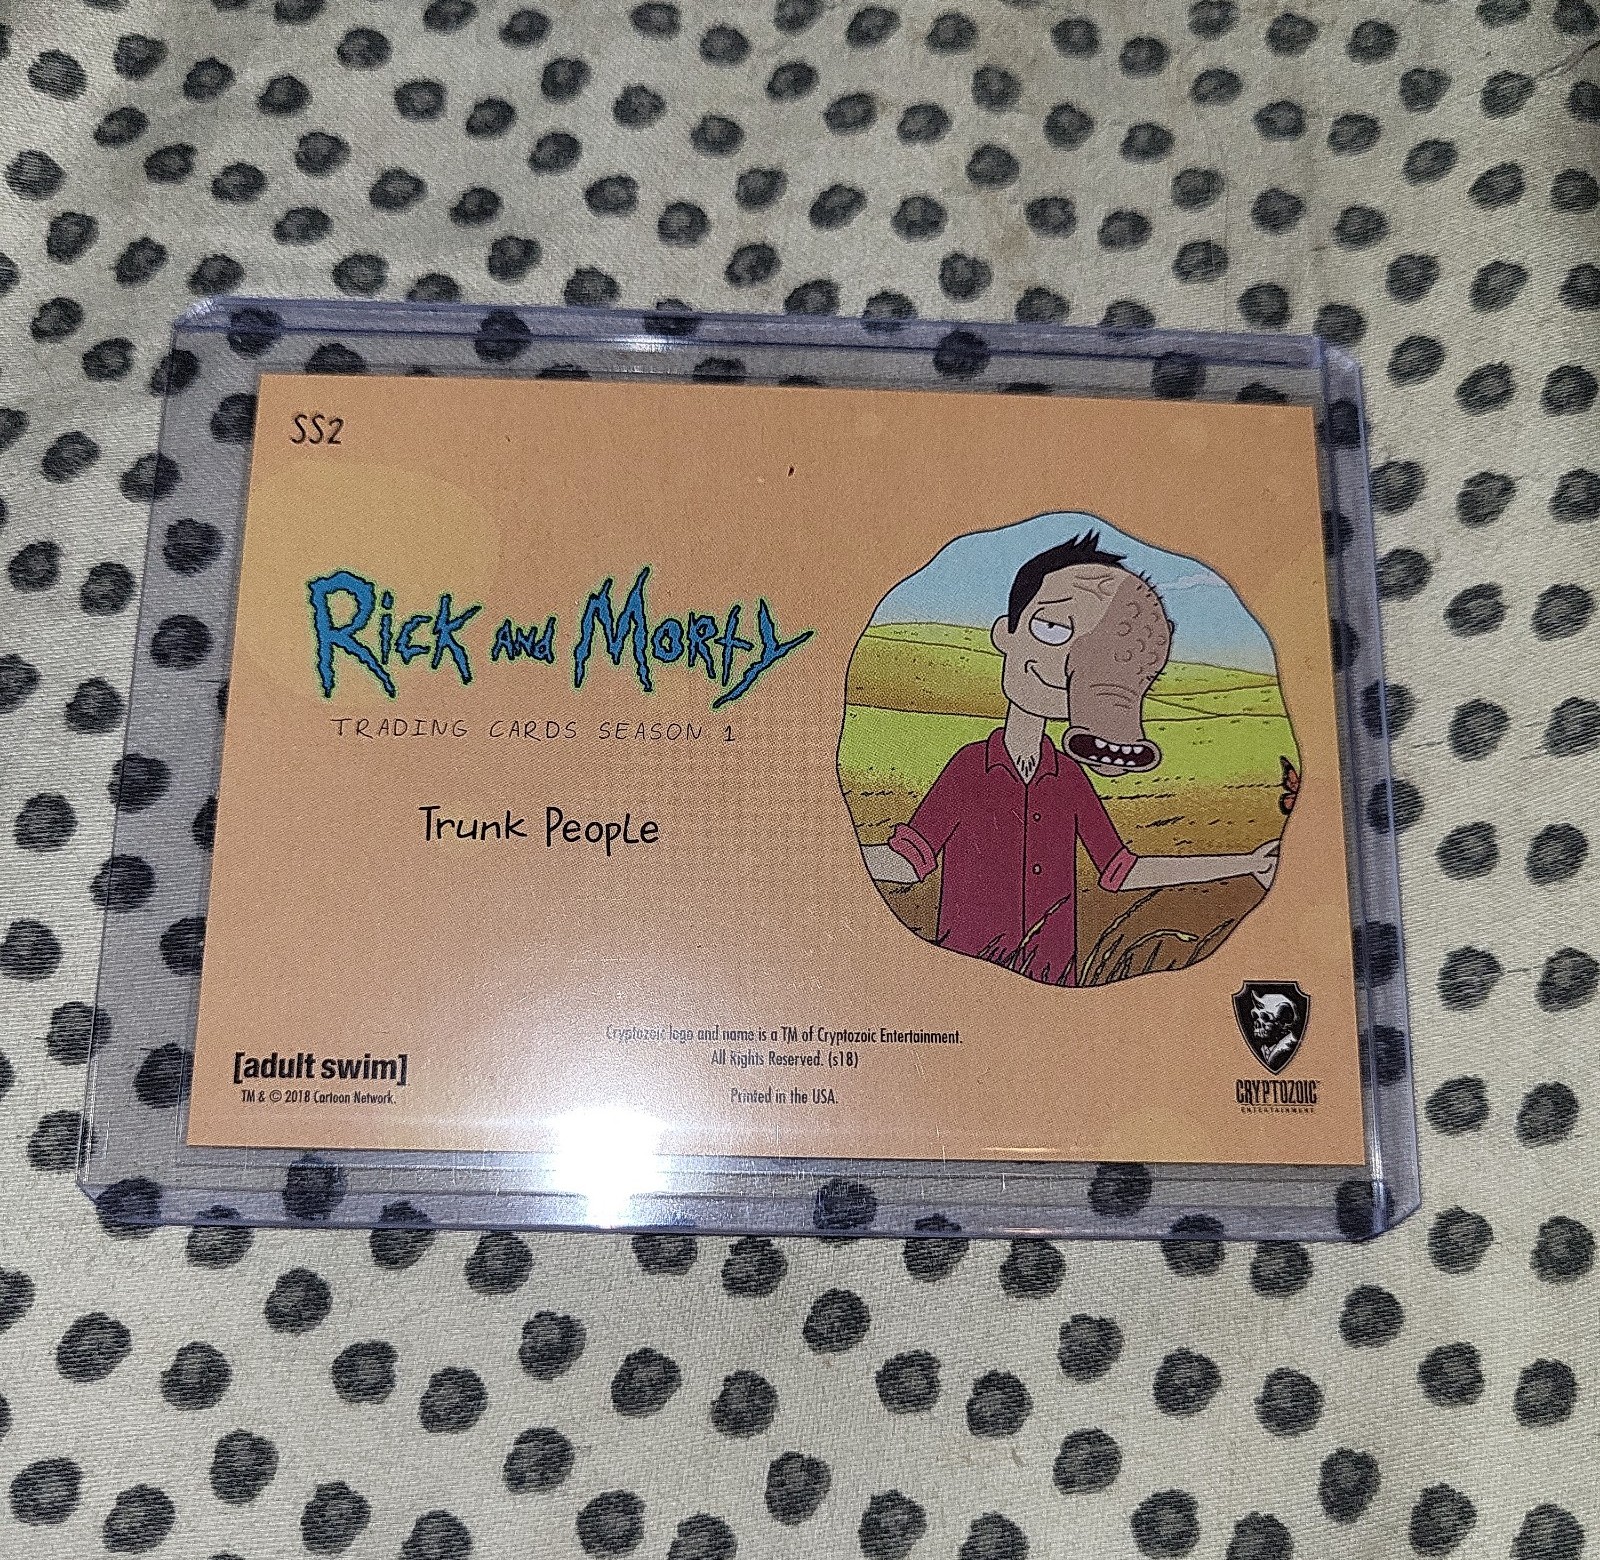 SS2
Rick and Morty
TRADING CARDS SEASON 1
Trunk People
Cryptozoic logo and name is a TM of Cryptozoic Entertainment.
All Rights Reserved. (s18)
Printed in the USA.
[adult swim]
TM & © 2018 Cartoon Network.
CRYPTOZOIC
ENTERTAINMENT